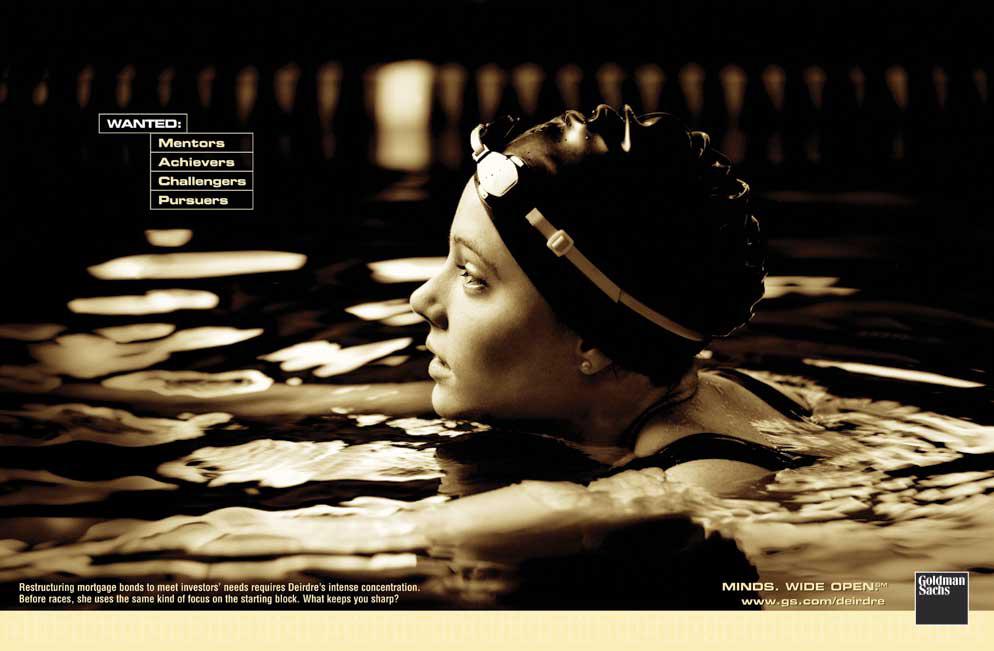 WANTED:
Mentors
Achievers
Challengers
Pursuers
Restructuring mortgage bonds to meet investors' needs requires Deirdre's intense concentration.
Before races, she uses the same kind of focus on the starting block. What keeps you sharp?
MINDS. WIDE OPEN.℠
www.gs.com/deirdre
Goldman
Sachs